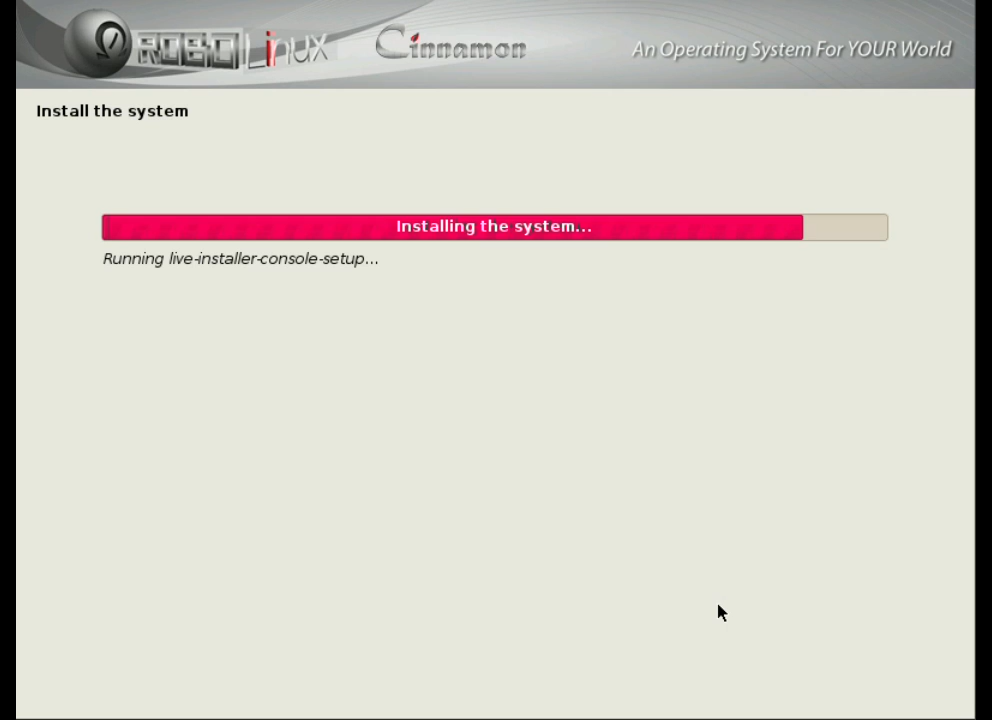 ROBOLinux Cinnamon An Operating System For YOUR World
Install the system
Installing the system...
Running live-installer-console-setup...